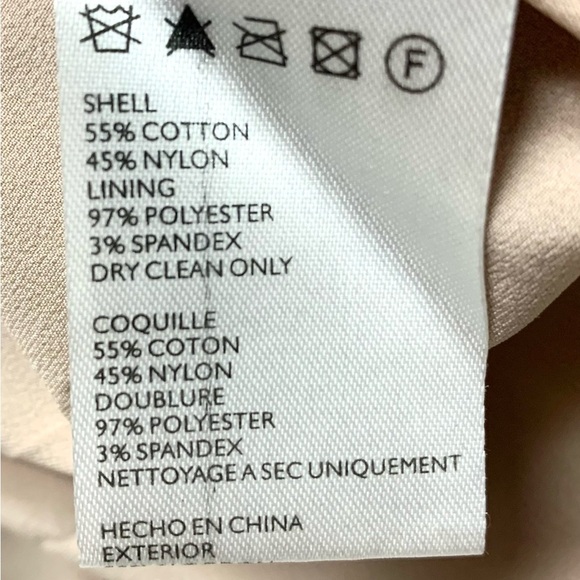 F
SHELL
55% COTTON
45% NYLON
LINING
97% POLYESTER
3% SPANDEX
DRY CLEAN ONLY
COQUILLE
55% COTON
45% NYLON
DOUBLURE
97% POLYESTER
3% SPANDEX
NETTOYAGE A SEC UNIQUEMENT
HECHO EN CHINA
EXTERIOR